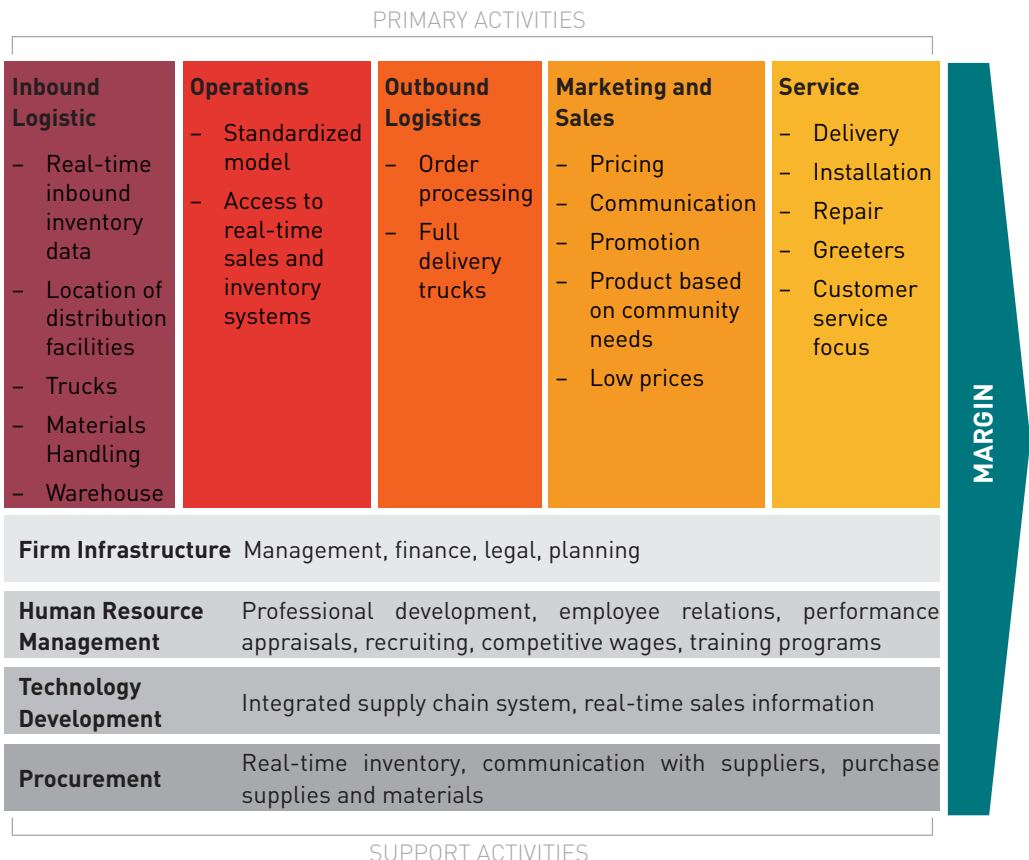 PRIMARY ACTIVITIES
Inbound
Logistic
– Real-time
inbound
inventory
data
– Location of
distribution
facilities
– Trucks
– Materials
Handling
– Warehouse
Operations
– Standardized
model
– Access to
real-time
sales and
inventory
systems
Outbound
Logistics
– Order
processing
– Full
delivery
trucks
Marketing and
Sales
– Pricing
– Communication
– Promotion
– Product based
on community
needs
– Low prices
Service
– Delivery
– Installation
– Repair
– Greeters
– Customer
service
focus
MARGIN
Firm Infrastructure Management, finance, legal, planning
Human Resource
Management
Professional development, employee relations, performance
appraisals, recruiting, competitive wages, training programs
Technology
Development
Integrated supply chain system, real-time sales information
Procurement
Real-time inventory, communication with suppliers, purchase
supplies and materials
SUPPORT ACTIVITIES